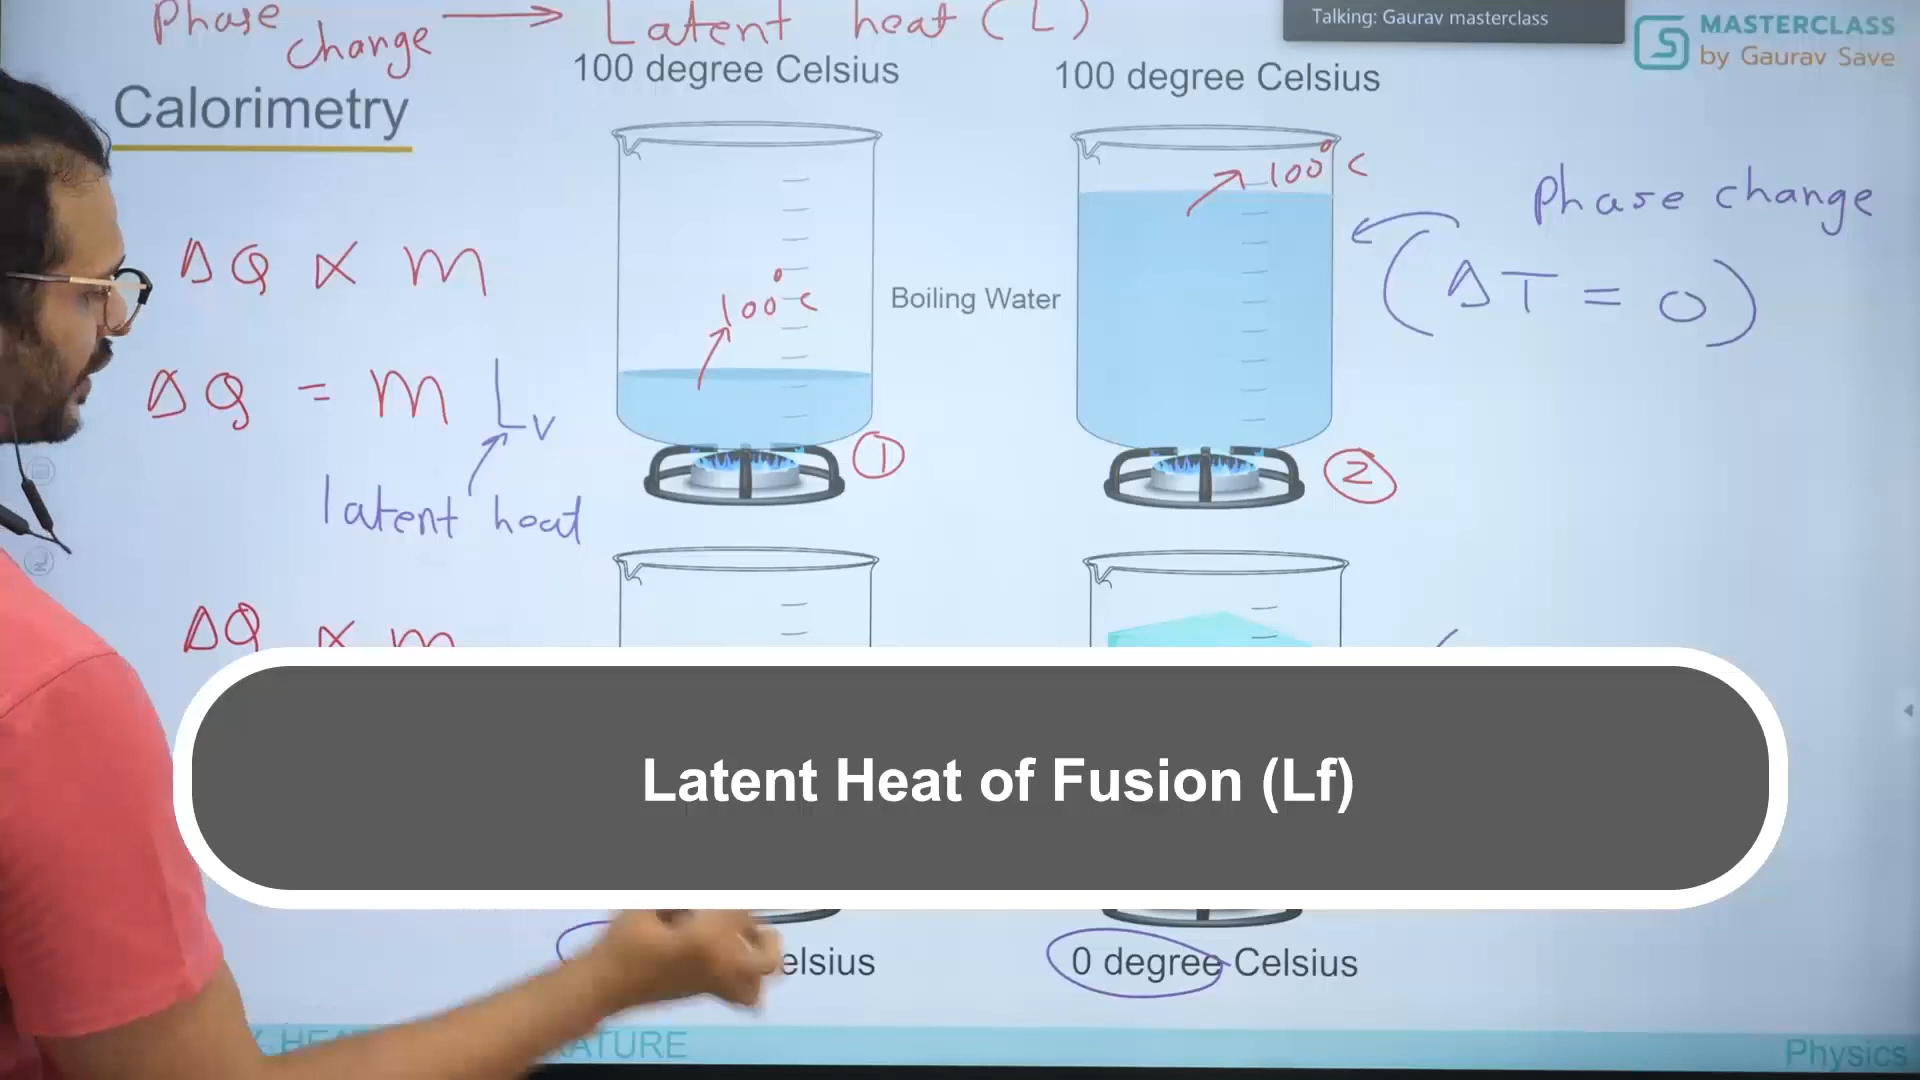 Phase change → Latent heat (L)
Talking: Gaurav masterclass
MASTERCLASS
by Gaurav Save
100 degree Celsius
100 degree Celsius
Calorimetry
100° C
Phase change
ΔQ ∝ m
(ΔT = 0)
100° C
Boiling Water
ΔQ = m Lv
1
2
latent heat
ΔQ ∝ m
Latent Heat of Fusion (Lf)
elsius
0 degree Celsius
Physics